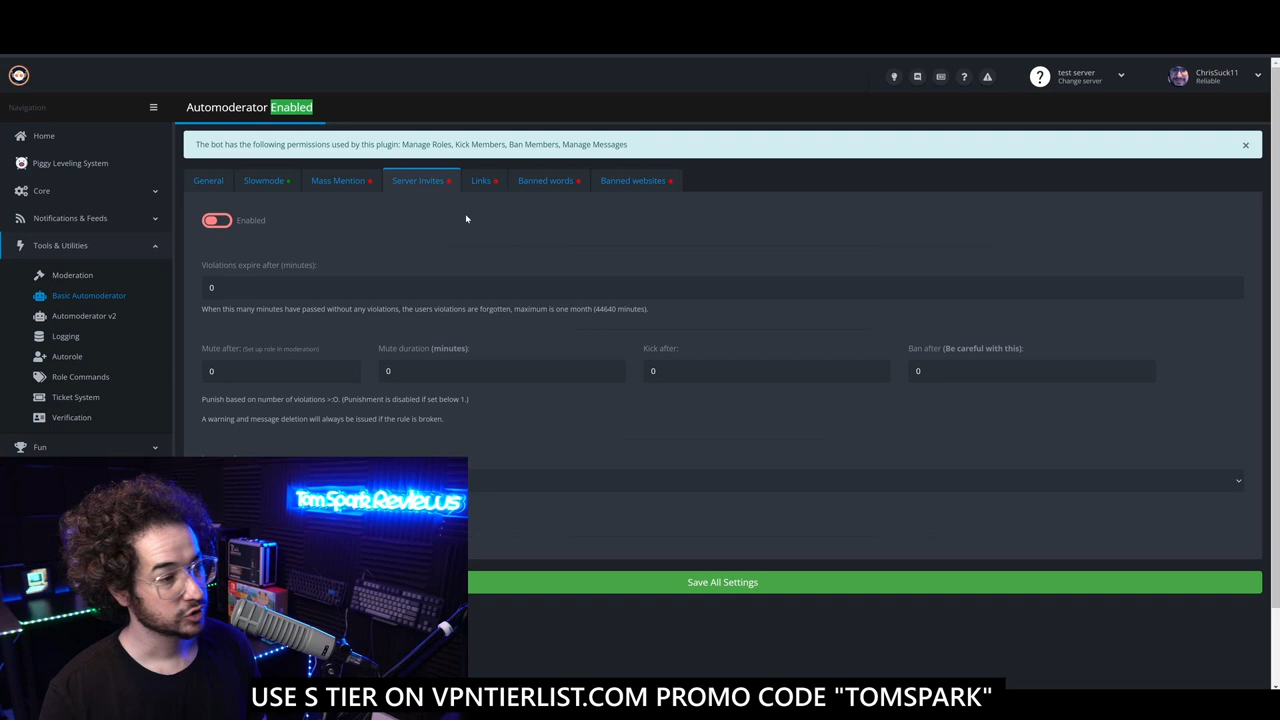 test server
Change server
ChrisSuck11
Reliable
Navigation
Automoderator Enabled
Home
Piggy Leveling System
Core
Notifications & Feeds
Tools & Utilities
Moderation
Basic Automoderator
Automoderator v2
Logging
Autorole
Role Commands
Ticket System
Verification
Fun
The bot has the following permissions used by this plugin: Manage Roles, Kick Members, Ban Members, Manage Messages
General
Slowmode
Mass Mention
Server Invites
Links
Banned words
Banned websites
Enabled
Violations expire after (minutes):
0
When this many minutes have passed without any violations, the users violations are forgotten, maximum is one month (44640 minutes).
Mute after: (Set up role in moderation)
Mute duration (minutes):
Kick after:
Ban after (Be careful with this):
0
0
0
0
Punish based on number of violations >:O. (Punishment is disabled if set below 1.)
A warning and message deletion will always be issued if the rule is broken.
Save All Settings
Tom Spark Reviews
USE S TIER ON VPNTIERLIST.COM PROMO CODE "TOMSPARK"